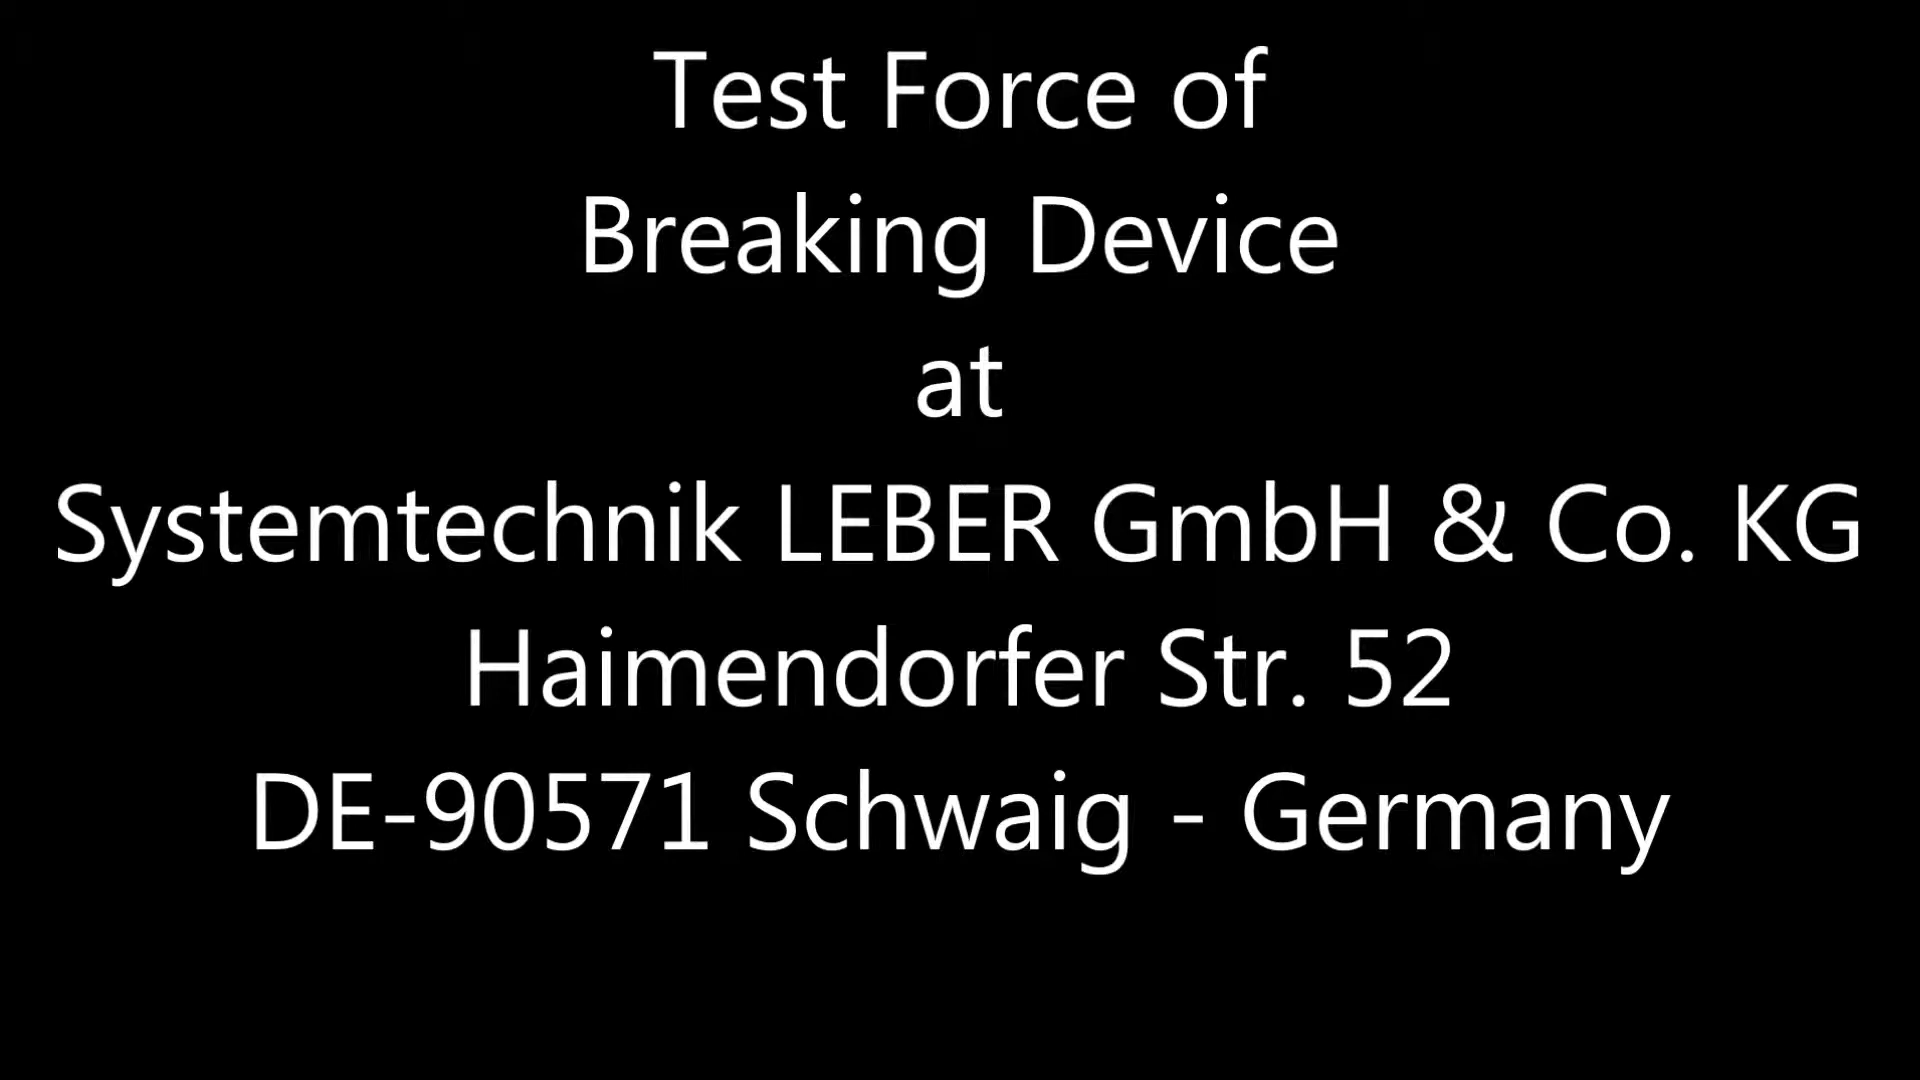 Test Force of
Breaking Device
at
Systemtechnik LEBER GmbH & Co. KG
Haimendorfer Str. 52
DE-90571 Schwaig - Germany